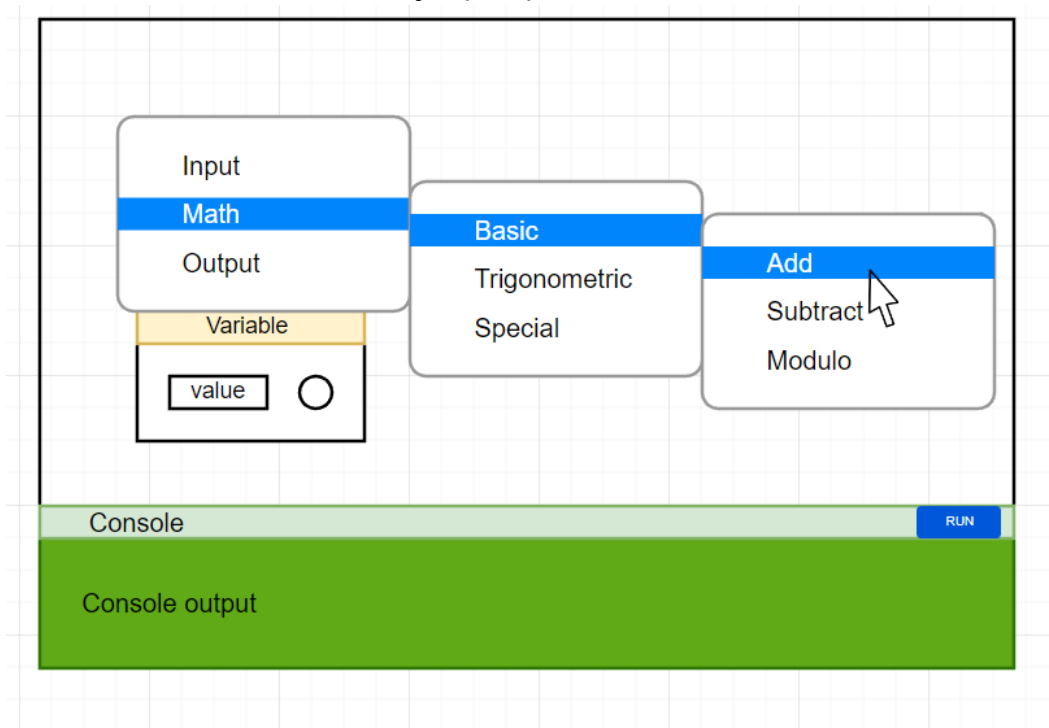 Input
Math
Output
Basic
Trigonometric
Special
Add
Subtract
Modulo
Variable
value
Console
RUN
Console output